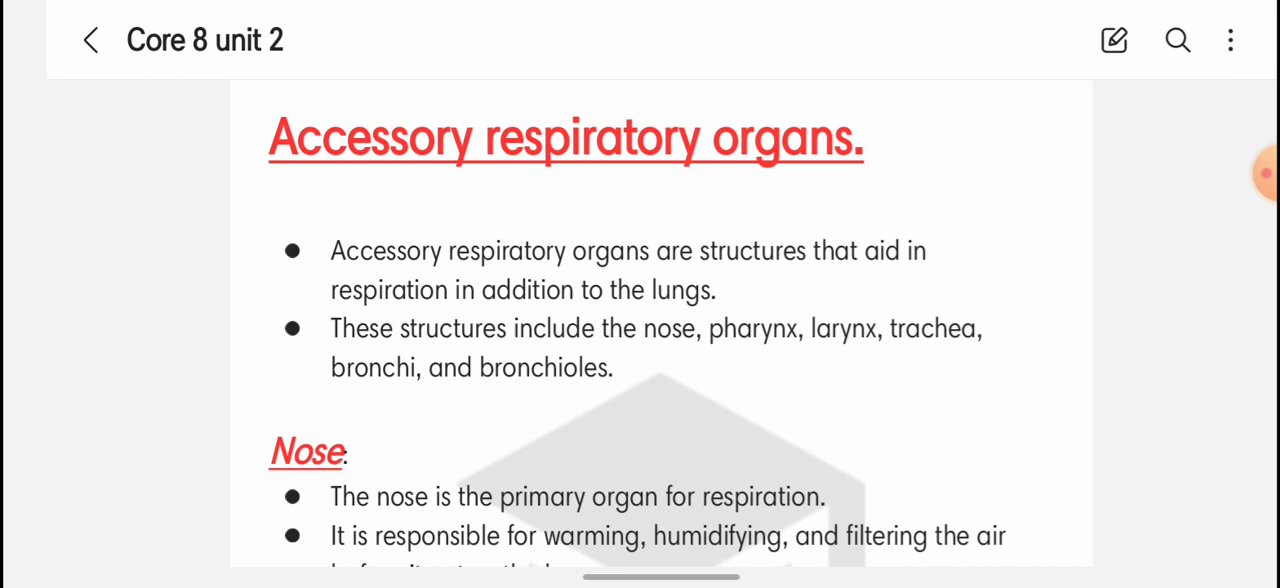 Core 8 unit 2
Accessory respiratory organs.
● Accessory respiratory organs are structures that aid in
respiration in addition to the lungs.
● These structures include the nose, pharynx, larynx, trachea,
bronchi, and bronchioles.
Nose:
● The nose is the primary organ for respiration.
● It is responsible for warming, humidifying, and filtering the air